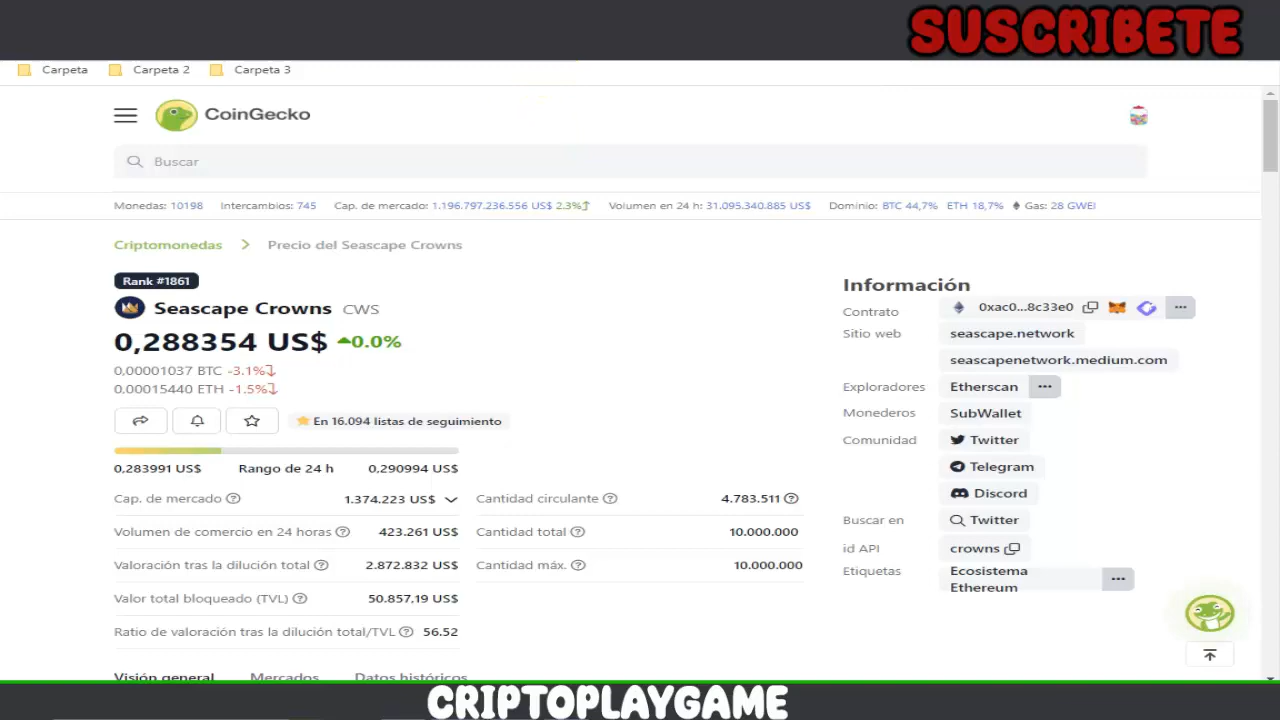 SUSCRIBETE
Carpeta Carpeta 2 Carpeta 3
CoinGecko
Buscar
Monedas: 10198 Intercambios: 745 Cap. de mercado: 1.196.797.236.556 US$ 2.3% Volumen en 24 h: 31.095.340.885 US$ Dominio: BTC 44,7% ETH 18,7% Gas: 28 GWEI
Criptomonedas > Precio del Seascape Crowns
Rank #1861
Seascape Crowns CWS
0,288354 US$ 0.0%
0,00001037 BTC -3.1%
0,00015440 ETH -1.5%
En 16.094 listas de seguimiento
0,283991 US$ Rango de 24 h 0,290994 US$
Cap. de mercado 1.374.223 US$
Volumen de comercio en 24 horas 423.261 US$
Valoración tras la dilución total 2.872.832 US$
Valor total bloqueado (TVL) 50.857,19 US$
Ratio de valoración tras la dilución total/TVL 56.52
Cantidad circulante 4.783.511
Cantidad total 10.000.000
Cantidad máx. 10.000.000
Información
Contrato 0xac0...8c33e0
Sitio web seascape.network
seascapenetwork.medium.com
Exploradores Etherscan
Monederos SubWallet
Comunidad Twitter
Telegram
Discord
Buscar en Twitter
id API crowns
Etiquetas Ecosistema
Ethereum
Visión general Mercados Datos históricos
CRIPTOPLAYGAME